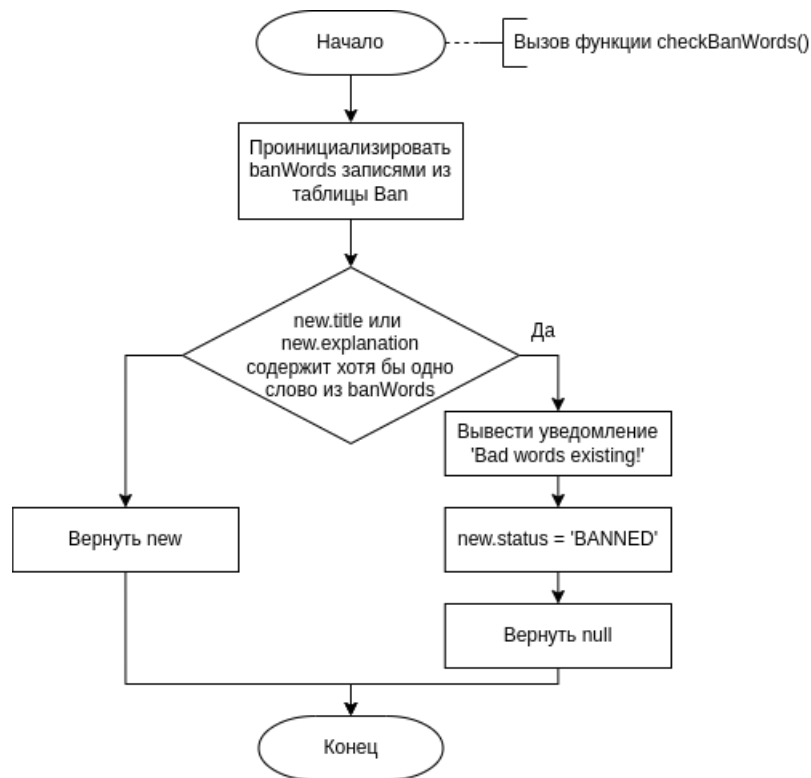 Начало
Вызов функции checkBanWords()
Проинициализировать
banWords записями из
таблицы Ban
new.title или
new.explanation
содержит хотя бы одно
слово из banWords
Да
Вывести уведомление
'Bad words existing!'
Вернуть new
new.status = 'BANNED'
Вернуть null
Конец